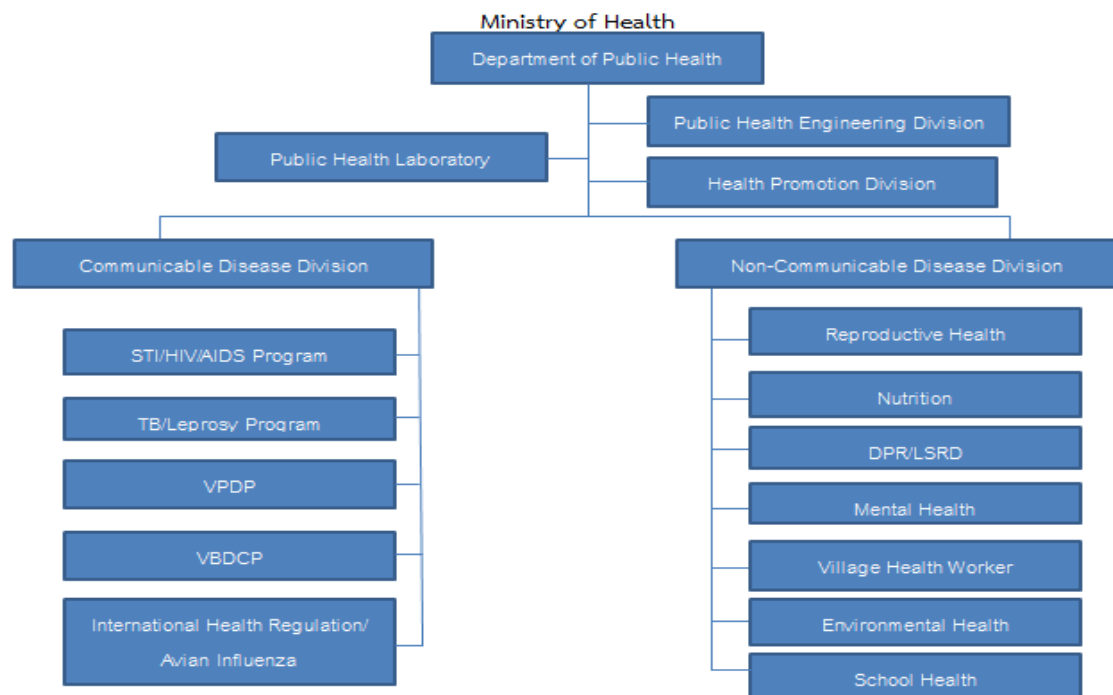 Ministry of Health
Department of Public Health
Public Health Engineering Division
Public Health Laboratory
Health Promotion Division
Communicable Disease Division
STI/HIV/AIDS Program
TB/Leprosy Program
VPDP
VBDCP
International Health Regulation/
Avian Influenza
Non-Communicable Disease Division
Reproductive Health
Nutrition
DPR/LSRD
Mental Health
Village Health Worker
Environmental Health
School Health